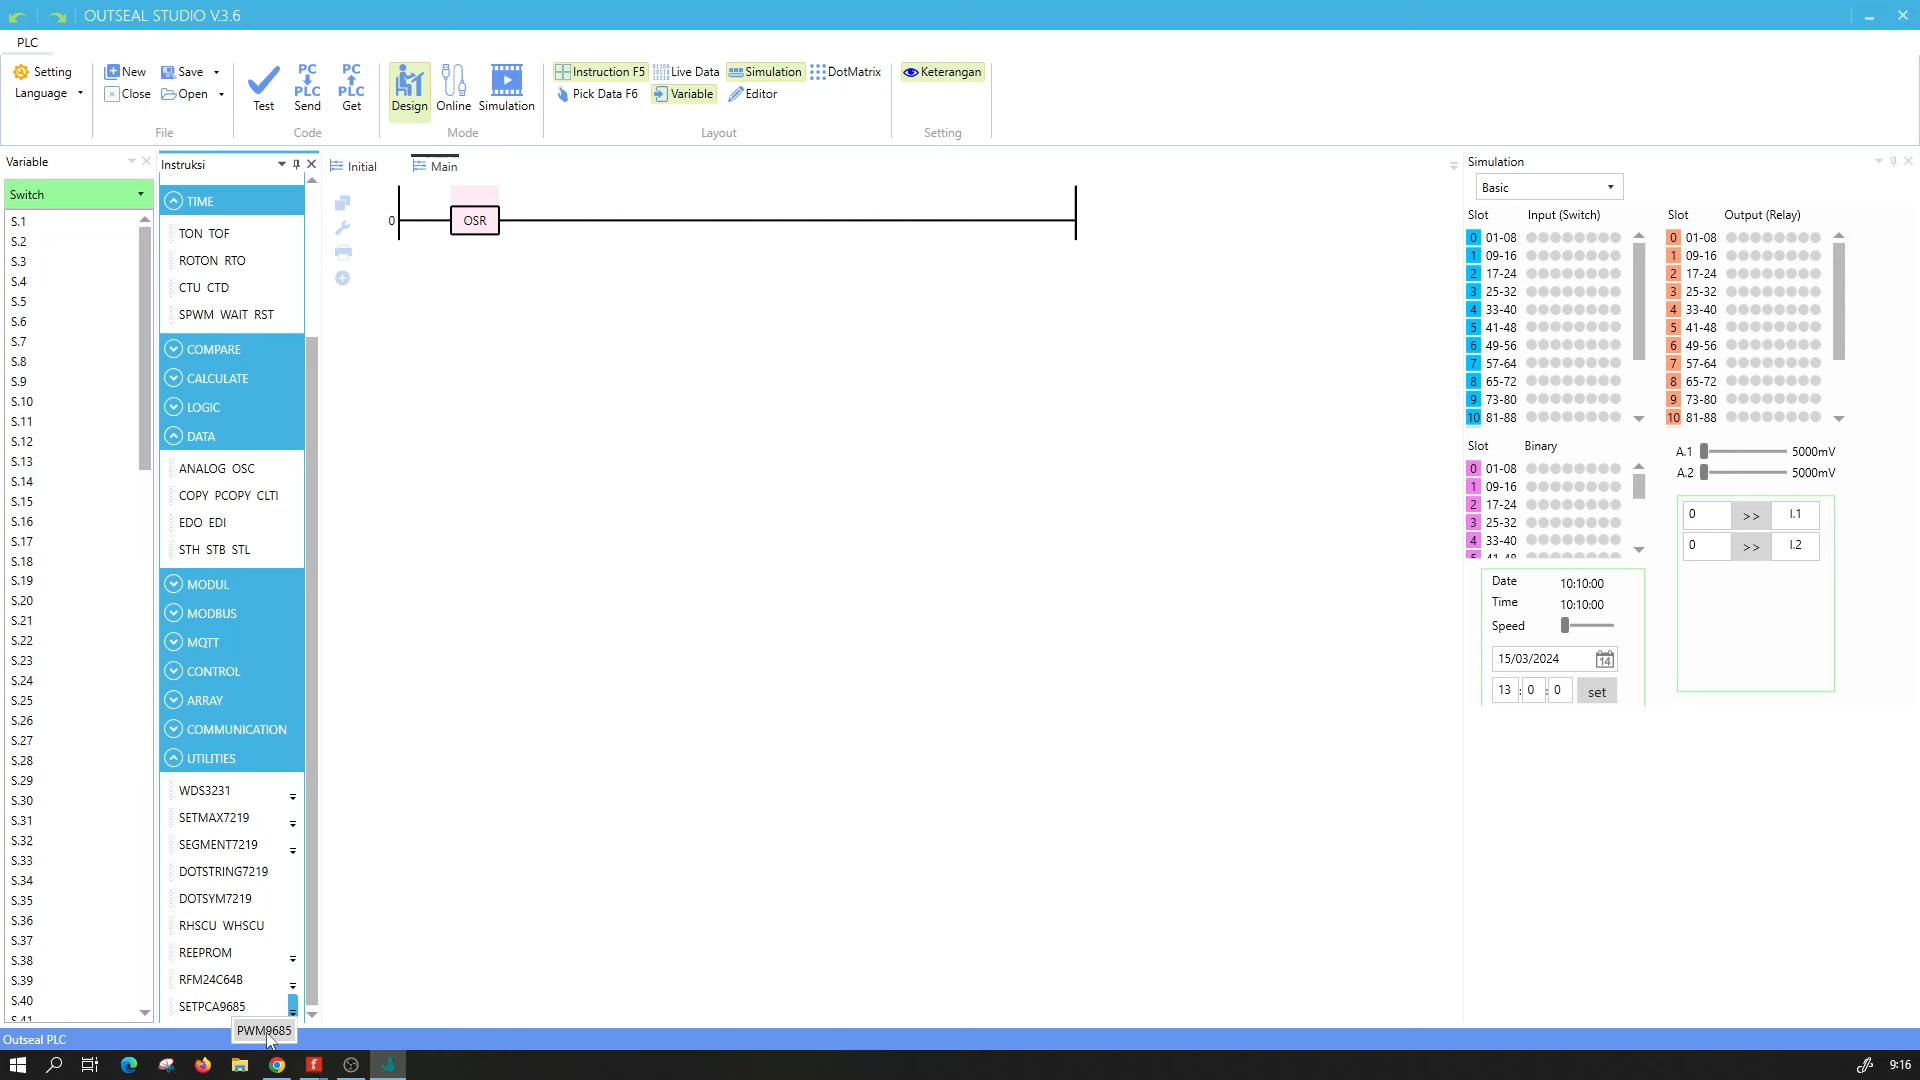 OUTSEAL STUDIO V.3.6
PLC
Setting
Language
New
Save
Close
Open
File
Test
PC PLC Send
PC PLC Get
Code
Design
Online
Simulation
Mode
Instruction F5
Live Data
Simulation
DotMatrix
Pick Data F6
Variable
Editor
Layout
Keterangan
Setting
Variable
Switch
S.1
S.2
S.3
S.4
S.5
S.6
S.7
S.8
S.9
S.10
S.11
S.12
S.13
S.14
S.15
S.16
S.17
S.18
S.19
S.20
S.21
S.22
S.23
S.24
S.25
S.26
S.27
S.28
S.29
S.30
S.31
S.32
S.33
S.34
S.35
S.36
S.37
S.38
S.39
S.40
S.41
Instruksi
TIME
TON TOF
ROTON RTO
CTU CTD
SPWM WAIT RST
COMPARE
CALCULATE
LOGIC
DATA
ANALOG OSC
COPY PCOPY CLTI
EDO EDI
STH STB STL
MODUL
MODBUS
MQTT
CONTROL
ARRAY
COMMUNICATION
UTILITIES
WDS3231
SETMAX7219
SEGMENT7219
DOTSTRING7219
DOTSYM7219
RHSCU WHSCU
REEPROM
RFM24C64B
SETPCA9685
PWM9685
Initial
Main
0
OSR
Simulation
Basic
Slot Input (Switch)
0 01-08
1 09-16
2 17-24
3 25-32
4 33-40
5 41-48
6 49-56
7 57-64
8 65-72
9 73-80
10 81-88
Slot Output (Relay)
0 01-08
1 09-16
2 17-24
3 25-32
4 33-40
5 41-48
6 49-56
7 57-64
8 65-72
9 73-80
10 81-88
Slot Binary
0 01-08
1 09-16
2 17-24
3 25-32
4 33-40
5 41-48
A.1 5000mV
A.2 5000mV
0 >> I.1
0 >> I.2
Date 10:10:00
Time 10:10:00
Speed
15/03/2024 14
13 : 0 : 0 set
Outseal PLC
9:16